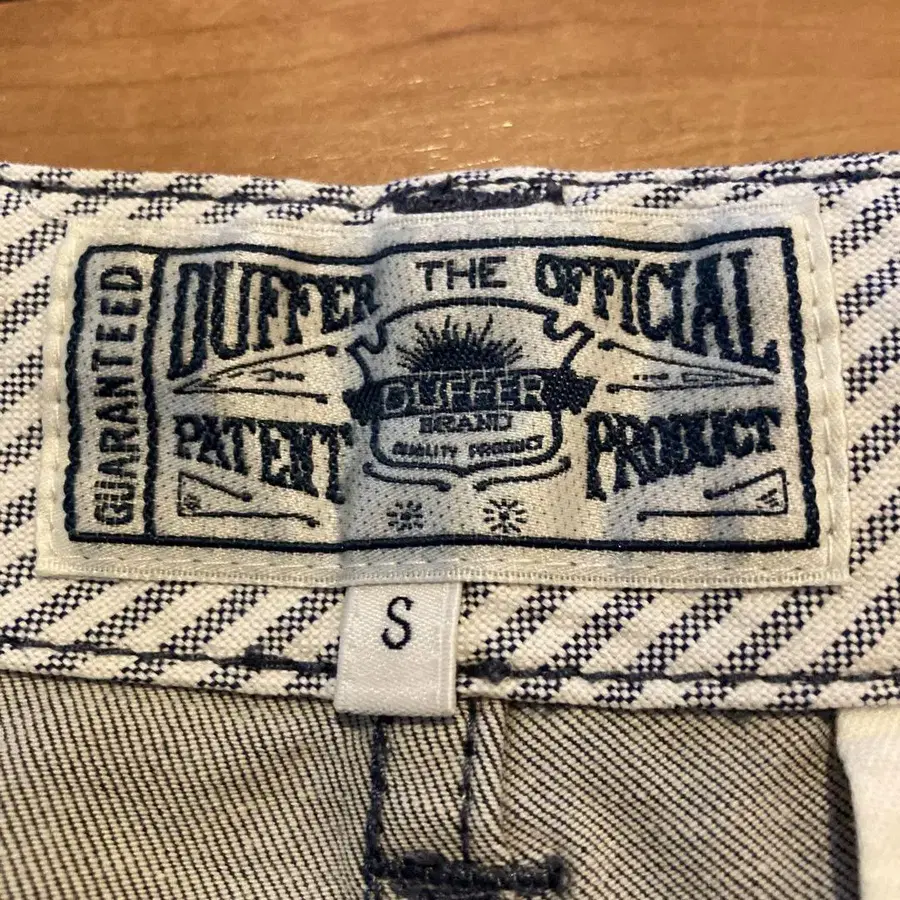 GUARANTEED
DUFFER THE OFFICIAL
DUFFER
BRAND
QUALITY PRODUCT
PATENT PRODUCT
S